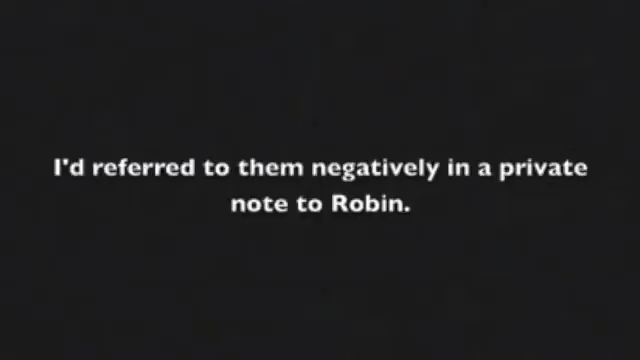 I'd referred to them negatively in a private
note to Robin.